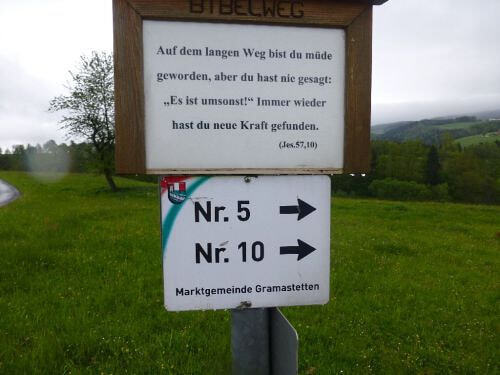 BIBELWEG
Auf dem langen Weg bist du müde
geworden, aber du hast nie gesagt:
„Es ist umsonst!“ Immer wieder
hast du neue Kraft gefunden.
(Jes.57,10)
Nr. 5
Nr. 10
Marktgemeinde Gramastetten